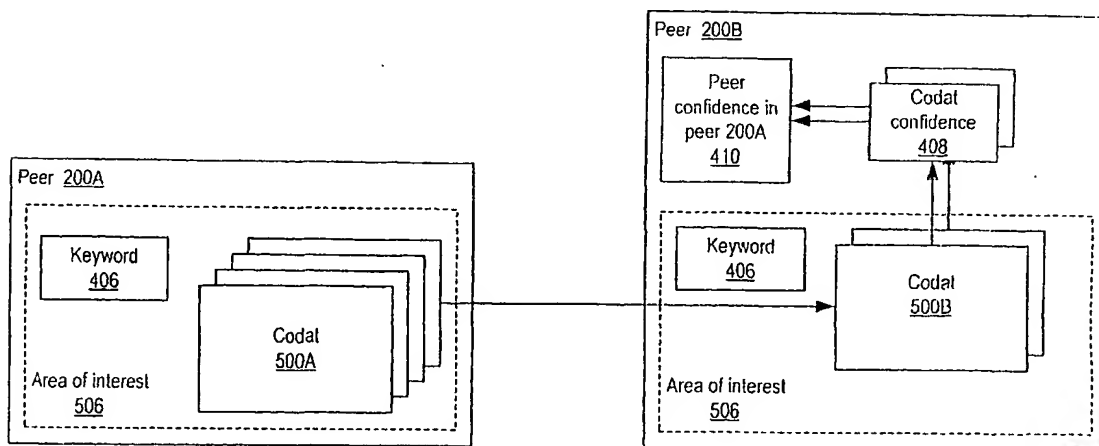 Peer 200A
Keyword
406
Codat
500A
Area of interest
506
Peer 200B
Peer
confidence in
peer 200A
410
Codat
confidence
408
Keyword
406
Codat
500B
Area of interest
506